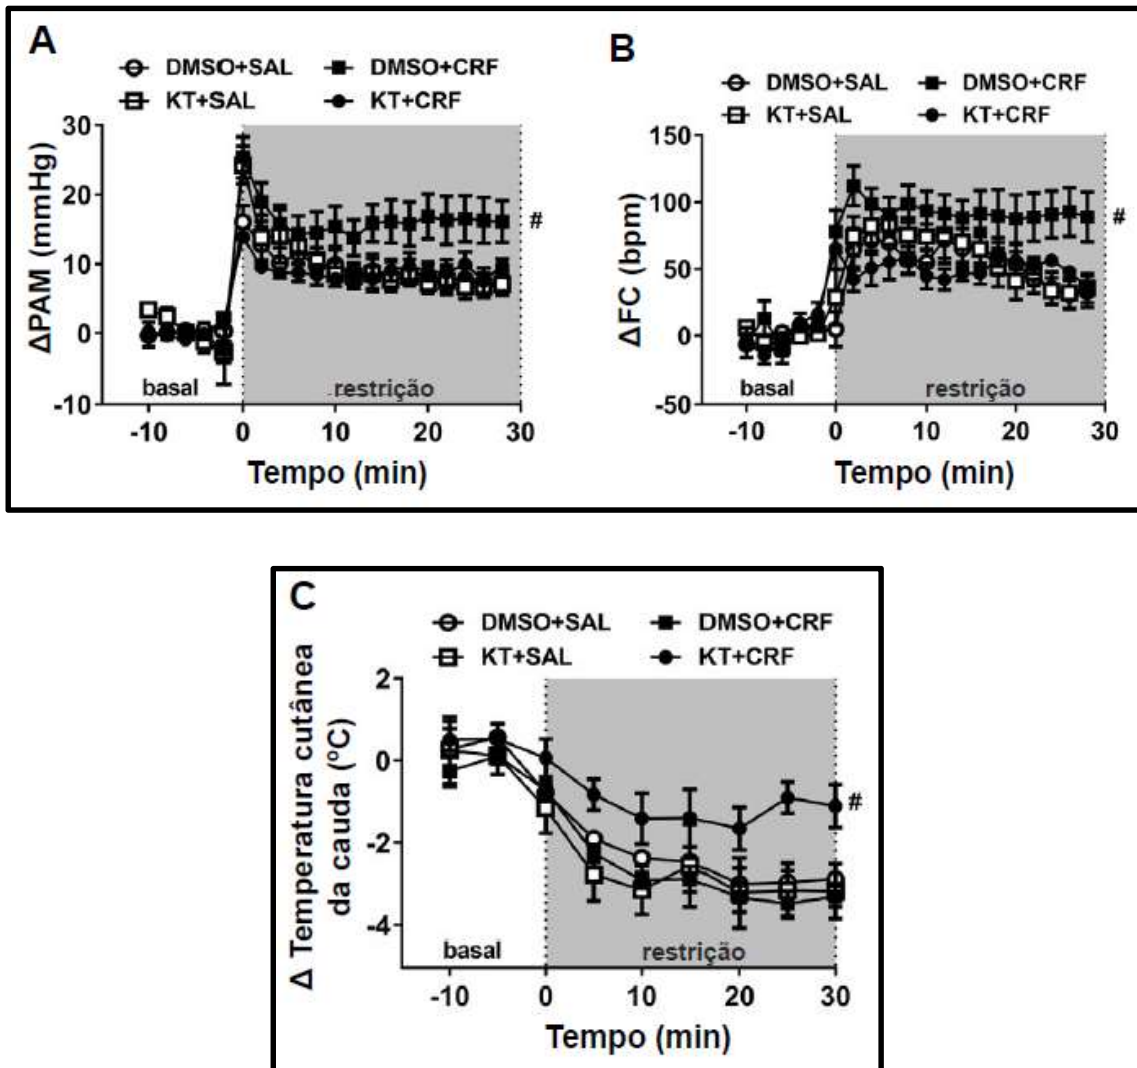 A
DMSO+SAL DMSO+CRF
KT+SAL KT+CRF
30
20
10
0
-10
ΔPAM (mmHg)
basal restrição
-10 0 10 20 30
Tempo (min)
#
B
DMSO+SAL DMSO+CRF
KT+SAL KT+CRF
150
100
50
0
-50
ΔFC (bpm)
basal restrição
-10 0 10 20 30
Tempo (min)
#
C
DMSO+SAL DMSO+CRF
KT+SAL KT+CRF
2
0
-2
-4
Δ Temperatura cutânea
da cauda (ºC)
basal restrição
-10 0 10 20 30
Tempo (min)
#